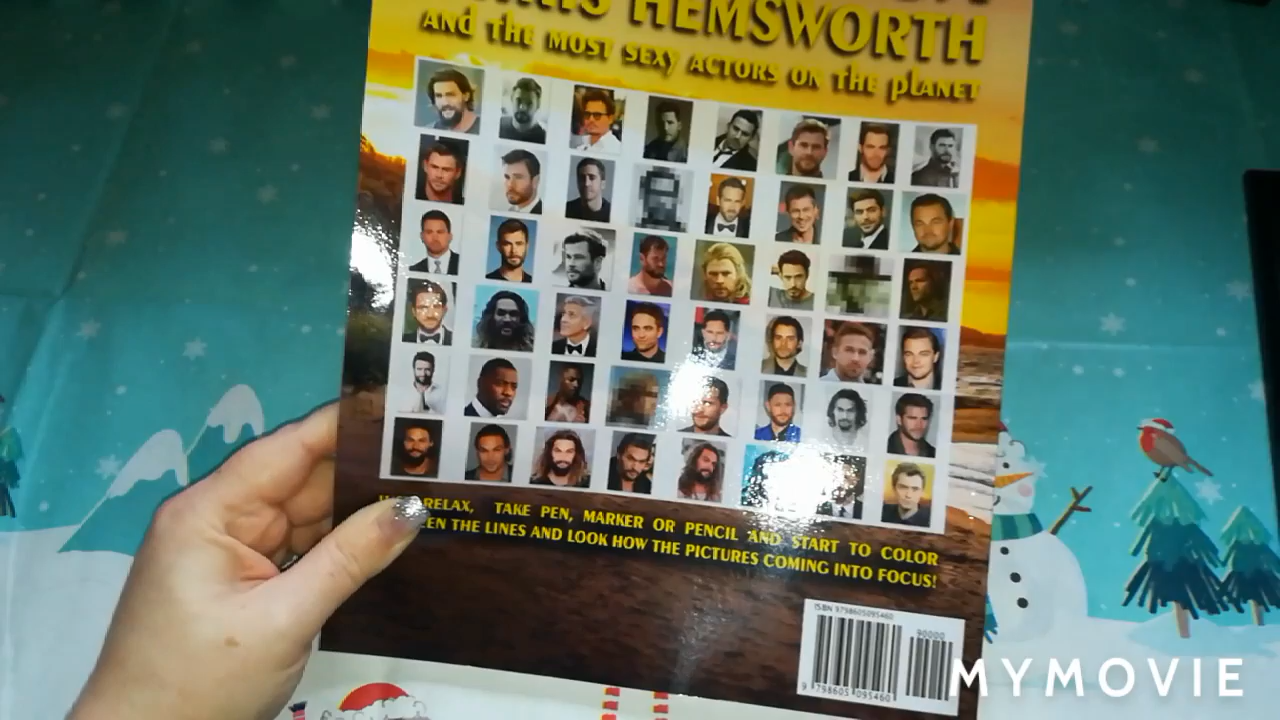 HEMSWORTH
AND THE MOST SEXY ACTORS ON THE PLANET
RELAX, TAKE PEN, MARKER OR PENCIL AND START TO COLOR
THE LINES AND LOOK HOW THE PICTURES COMING INTO FOCUS!
ISBN 9798605095460
90000
9 798605 095460
MYMOVIE